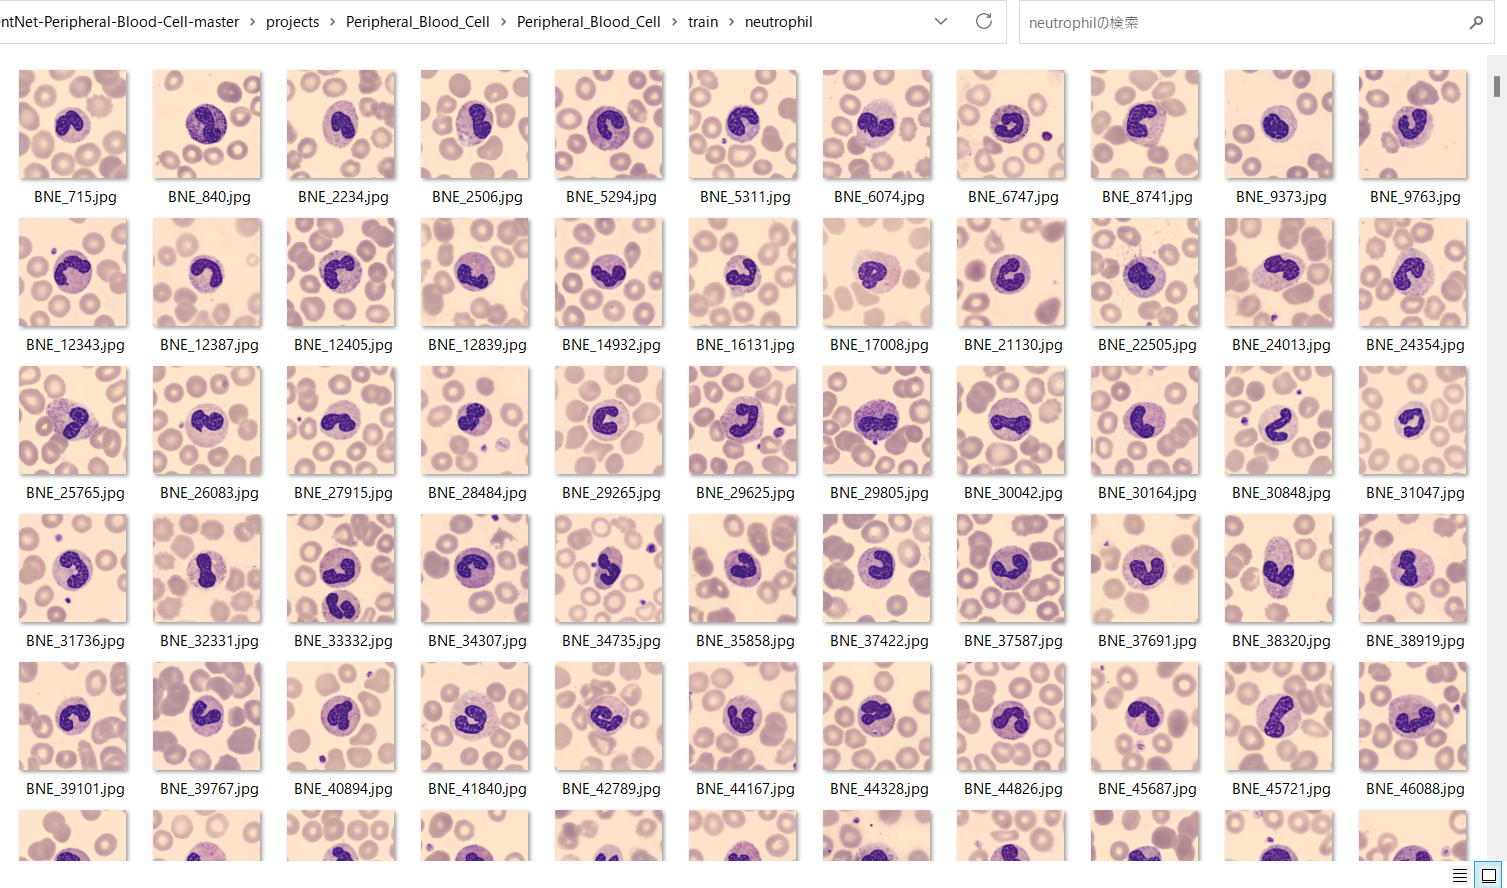 entNet-Peripheral-Blood-Cell-master > projects > Peripheral_Blood_Cell > Peripheral_Blood_Cell > train > neutrophil
neutrophilの検索
BNE_715.jpg BNE_840.jpg BNE_2234.jpg BNE_2506.jpg BNE_5294.jpg BNE_5311.jpg BNE_6074.jpg BNE_6747.jpg BNE_8741.jpg BNE_9373.jpg BNE_9763.jpg
BNE_12343.jpg BNE_12387.jpg BNE_12405.jpg BNE_12839.jpg BNE_14932.jpg BNE_16131.jpg BNE_17008.jpg BNE_21130.jpg BNE_22505.jpg BNE_24013.jpg BNE_24354.jpg
BNE_25765.jpg BNE_26083.jpg BNE_27915.jpg BNE_28484.jpg BNE_29265.jpg BNE_29625.jpg BNE_29805.jpg BNE_30042.jpg BNE_30164.jpg BNE_30848.jpg BNE_31047.jpg
BNE_31736.jpg BNE_32331.jpg BNE_33332.jpg BNE_34307.jpg BNE_34735.jpg BNE_35858.jpg BNE_37422.jpg BNE_37587.jpg BNE_37691.jpg BNE_38320.jpg BNE_38919.jpg
BNE_39101.jpg BNE_39767.jpg BNE_40894.jpg BNE_41840.jpg BNE_42789.jpg BNE_44167.jpg BNE_44328.jpg BNE_44826.jpg BNE_45687.jpg BNE_45721.jpg BNE_46088.jpg